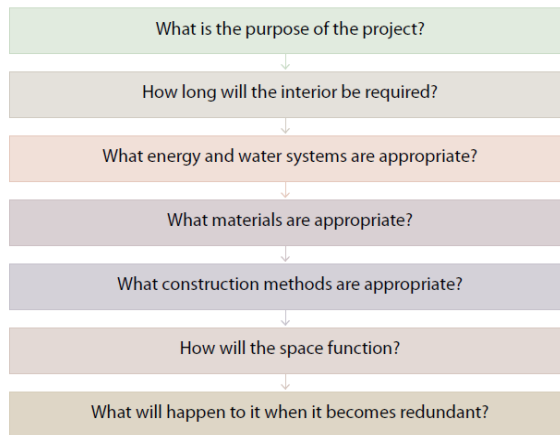 What is the purpose of the project?
How long will the interior be required?
What energy and water systems are appropriate?
What materials are appropriate?
What construction methods are appropriate?
How will the space function?
What will happen to it when it becomes redundant?